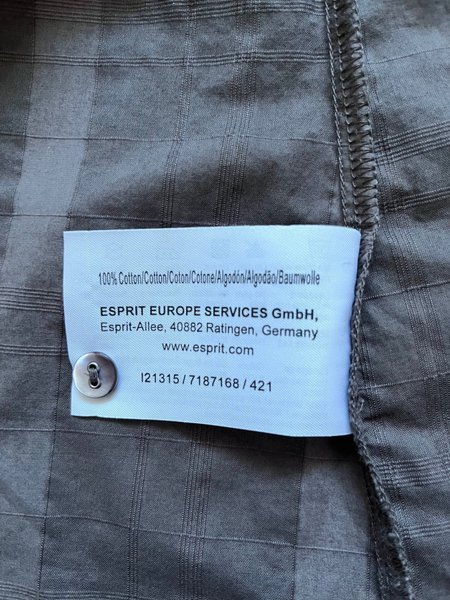 100% Cotton/Cotton/Coton/Cotone/Algodón/Algodão/Baumwolle
ESPRIT EUROPE SERVICES GmbH,
Esprit-Allee, 40882 Ratingen, Germany
www.esprit.com
I21315 / 7187168 / 421